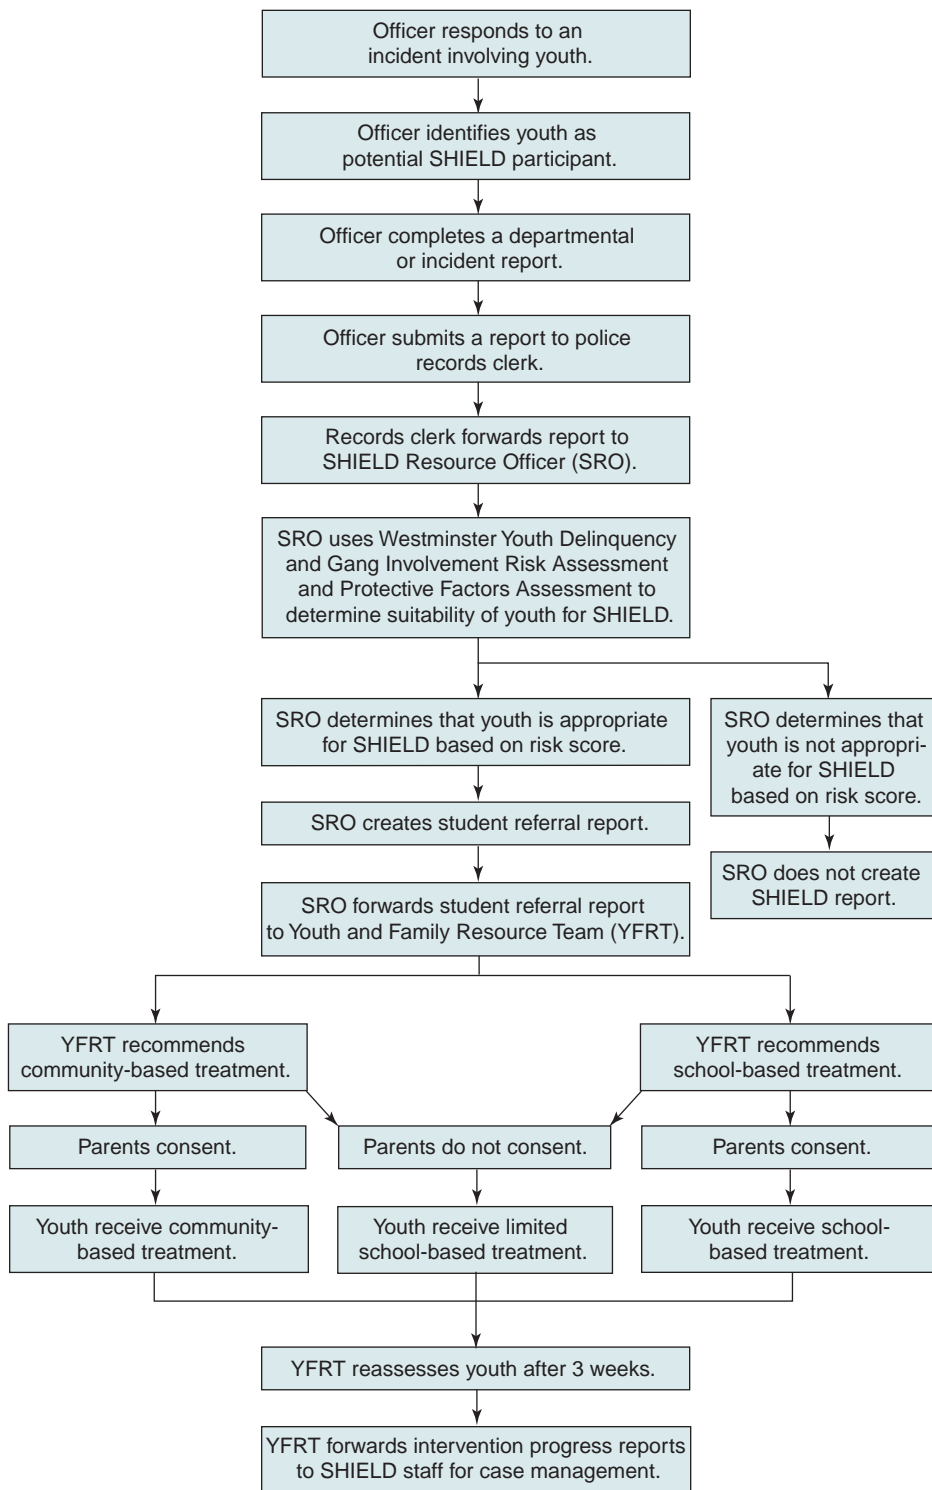 Officer responds to an
incident involving youth.
Officer identifies youth as
potential SHIELD participant.
Officer completes a departmental
or incident report.
Officer submits a report to police
records clerk.
Records clerk forwards report to
SHIELD Resource Officer (SRO).
SRO uses Westminster Youth Delinquency
and Gang Involvement Risk Assessment
and Protective Factors Assessment to
determine suitability of youth for SHIELD.
SRO determines that youth is appropriate
for SHIELD based on risk score.
SRO determines that
youth is not appropri-
ate for SHIELD
based on risk score.
SRO creates student referral report.
SRO does not create
SHIELD report.
SRO forwards student referral report
to Youth and Family Resource Team (YFRT).
YFRT recommends
community-based treatment.
YFRT recommends
school-based treatment.
Parents consent.
Parents do not consent.
Parents consent.
Youth receive community-
based treatment.
Youth receive limited
school-based treatment.
Youth receive school-
based treatment.
YFRT reassesses youth after 3 weeks.
YFRT forwards intervention progress reports
to SHIELD staff for case management.